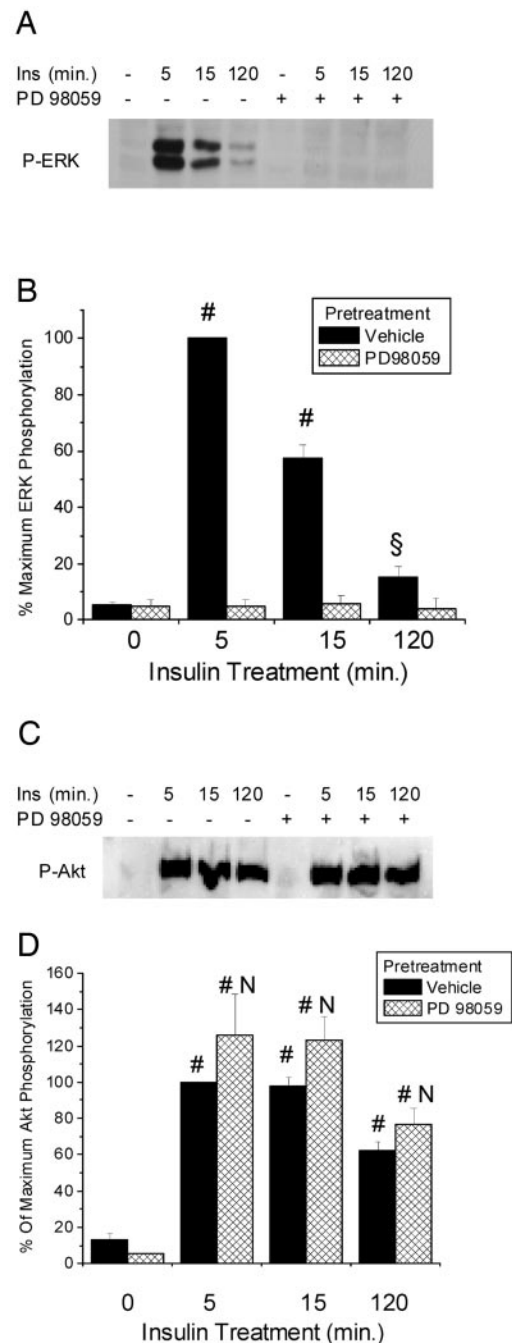 A
Ins (min.) - 5 15 120 - 5 15 120
PD 98059 - - - - + + + +
P-ERK
B
#
#
§
Pretreatment
Vehicle
PD98059
% Maximum ERK Phosphorylation
100
80
60
40
20
0
0 5 15 120
Insulin Treatment (min.)
C
Ins (min.) - 5 15 120 - 5 15 120
PD 98059 - - - - + + + +
P-Akt
D
Pretreatment
Vehicle
PD 98059
% Of Maximum Akt Phosphorylation
160
140
120
100
80
60
40
20
0
# # N
# # N
# # N
0 5 15 120
Insulin Treatment (min.)